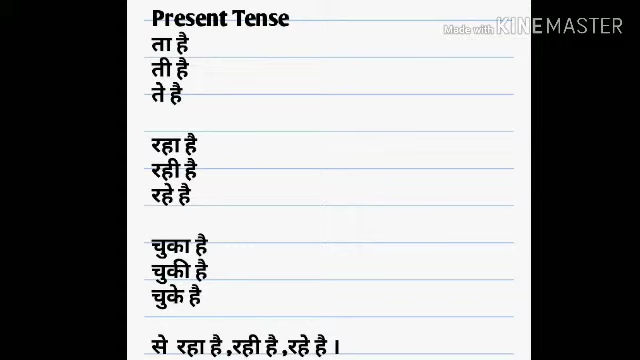 Present Tense
Made with KINEMASTER
ता है
ती है
ते है
रहा है
रही है
रहे है
चुका है
चुकी है
चुके है
से रहा है ,रही है ,रहे है ।